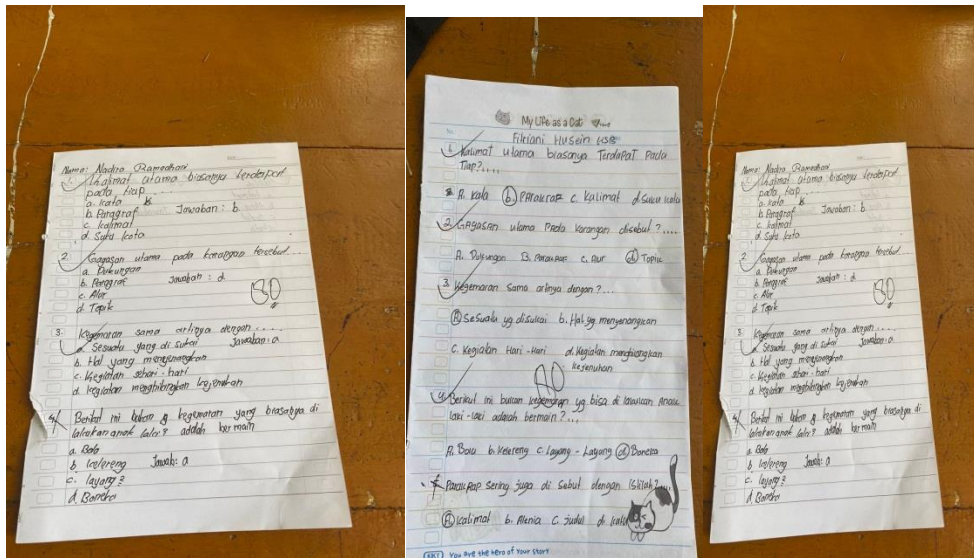 Nama: Nadira Ramadhani
1. Kalimat utama biasanya terdapat
pada tiap ....
a. kata
b. Paragraf Jawaban: b.
c. kalimat
d. Suku kata
2. Gagasan utama pada karangan tersebut....
a. Dukungan
b. Paragraf Jawaban: d
c. Alur
d. Topik
80
3. Kegemaran sama artinya dengan....
a. Sesuatu yang di sukai Jawaban: a
b. Hal yang menyenangkan
c. Kegiatan sehari-hari
d. kegiatan menghilangkan kejenuhan
4. Berikut ini bukan kegemaran yang biasanya di
lakukan anak laki² adalah bermain
a. Bola
b. kelereng Jawab: a
c. layang²
d. Boneka
My Life as a Cat
Fitriani Husein
1. Kalimat utama biasanya Terdapat Pada
Tiap?....
A. kata b. PArakraf c. Kalimat d. suku kata
2. GAgasan utama Pada karangan disebut?....
A. Dukungan B. Parakraf c. Alur d. Topic
3. Kegemaran Sama artinya dengan?....
A. Sesuatu yg disukai b. Hal yg menyenangkan
C. Kegiatan Hari-Hari d. Kegiatan menghilangkan
kejenuhan
80
4. Berikut ini bukan kegemaran yg bisa di lakukan Anak
laki-laki adalah bermain?....
A. Bola b. Kelereng c. Layang-Layang d. Boneka
5. Parakrap sering juga di sebut dengan Istilah?....
A. kalimat b. Alenia c. judul d. kata
You are the hero of Your story
Nama: Nadira Ramadhani
1. Kalimat utama biasanya terdapat
pada tiap ....
a. kata
b. Paragraf Jawaban: b.
c. kalimat
d. Suku kata
2. Gagasan utama pada karangan tersebut....
a. Dukungan
b. Paragraf Jawaban: d
c. Alur
d. Topik
80
3. Kegemaran sama artinya dengan....
a. Sesuatu yang di sukai Jawaban: a
b. Hal yang menyenangkan
c. Kegiatan sehari-hari
d. kegiatan menghilangkan kejenuhan
4. Berikut ini bukan kegemaran yang biasanya di
lakukan anak laki² adalah bermain
a. Bola
b. kelereng Jawab: a
c. layang²
d. Boneka